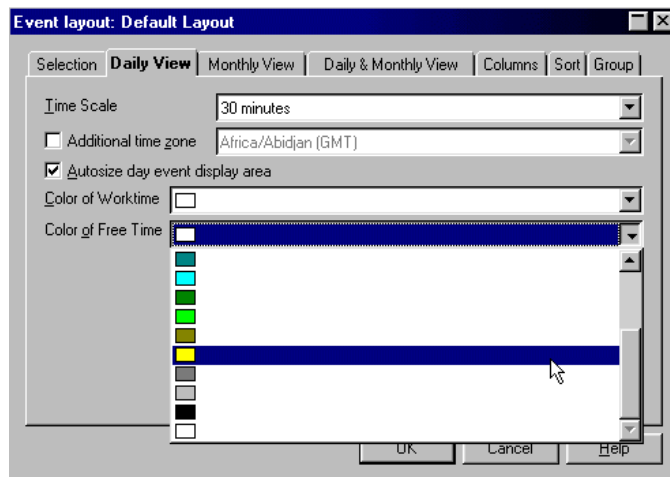 Event layout: Default Layout
Selection Daily View Monthly View Daily & Monthly View Columns Sort Group
Time Scale 30 minutes
Additional time zone Africa/Abidjan (GMT)
Autosize day event display area
Color of Worktime
Color of Free Time
OK Cancel Help